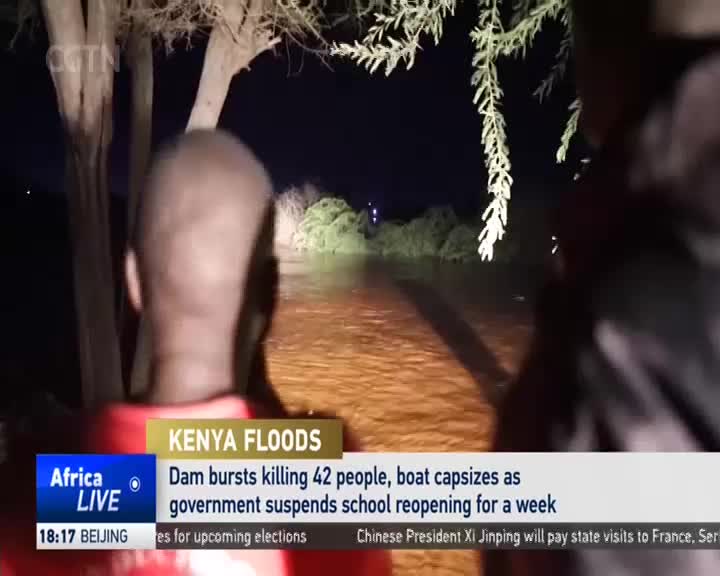 CGTN
KENYA FLOODS
Dam bursts killing 42 people, boat capsizes as
government suspends school reopening for a week
Africa
LIVE
18:17 BEIJING
es for upcoming elections Chinese President Xi Jinping will pay state visits to France, Ser